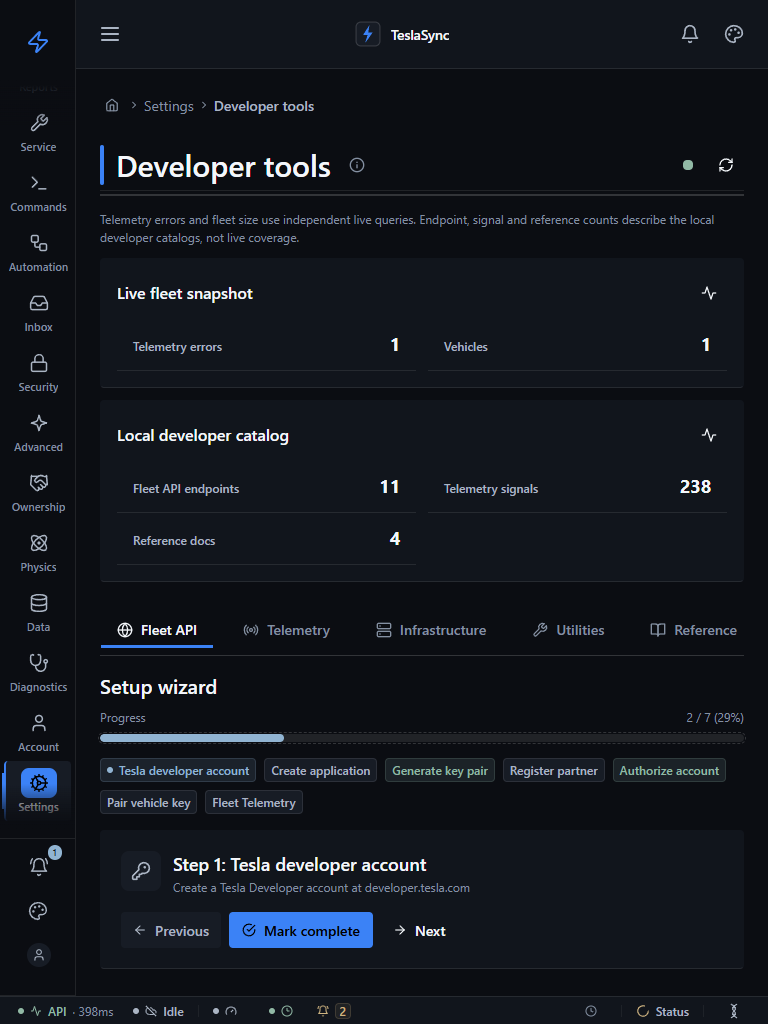 TeslaSync
Settings
Developer tools
Developer tools
Telemetry errors and fleet size use independent live queries. Endpoint, signal and reference counts describe the local
developer catalogs, not live coverage.
Live fleet snapshot
Telemetry errors 1
Vehicles 1
Local developer catalog
Fleet API endpoints 11
Telemetry signals 238
Reference docs 4
Fleet API
Telemetry
Infrastructure
Utilities
Reference
Setup wizard
Progress
2 / 7 (29%)
Tesla developer account
Create application
Generate key pair
Register partner
Authorize account
Pair vehicle key
Fleet Telemetry
Step 1: Tesla developer account
Create a Tesla Developer account at developer.tesla.com
Previous
Mark complete
Next
Service
Commands
Automation
Inbox
Security
Advanced
Ownership
Physics
Data
Diagnostics
Account
Settings
1
API · 398ms
Idle
2
Status